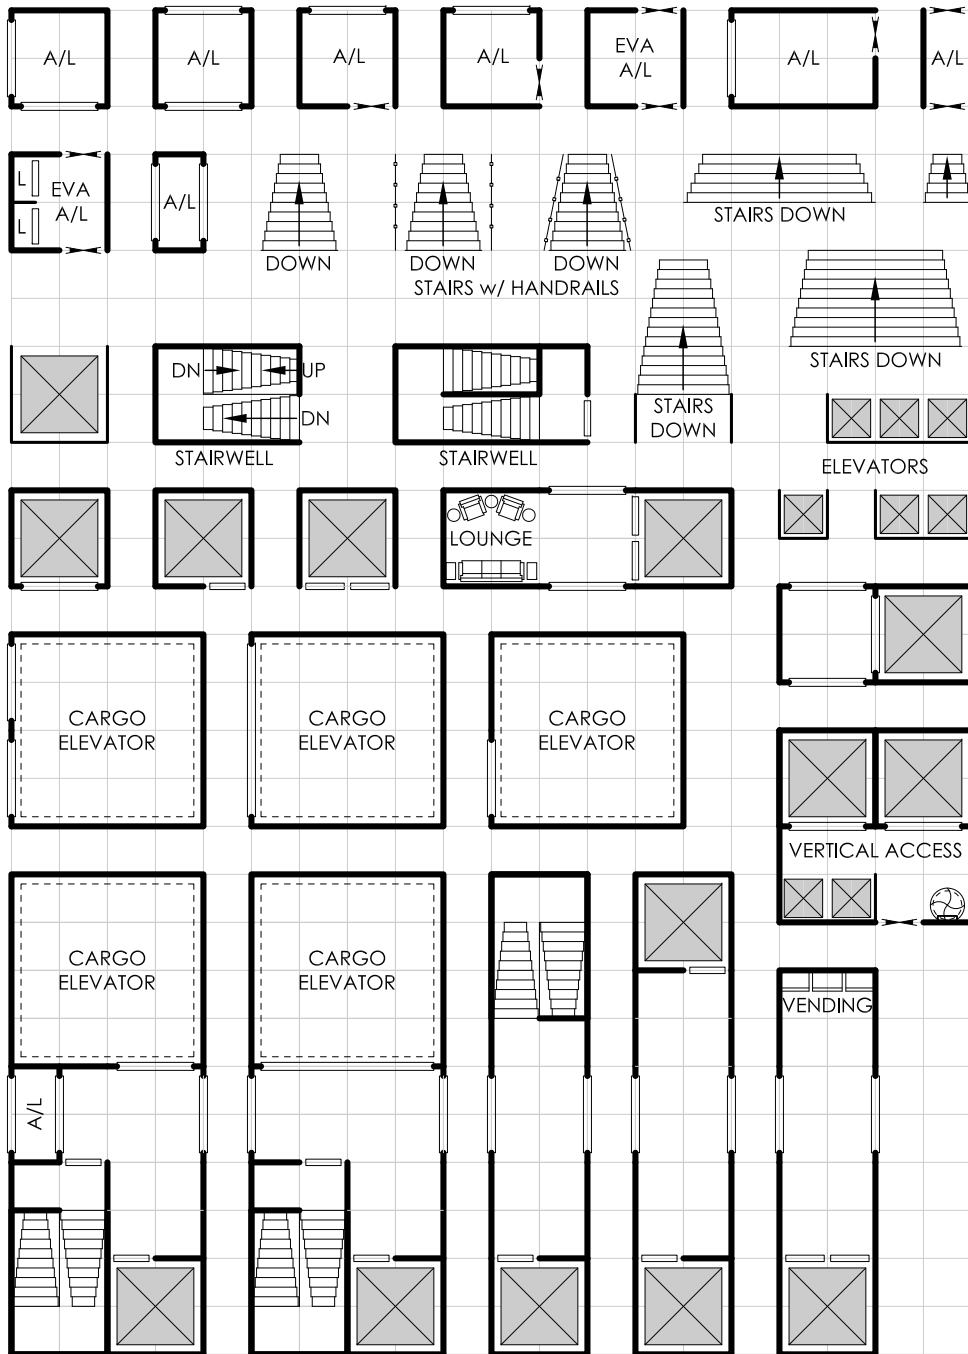 A/L
A/L
A/L
A/L
EVA
A/L
A/L
A/L
L
L
EVA
A/L
A/L
DOWN
DOWN
DOWN
STAIRS w/ HANDRAILS
STAIRS DOWN
STAIRS DOWN
DN
UP
DN
STAIRWELL
STAIRWELL
STAIRS
DOWN
ELEVATORS
LOUNGE
CARGO
ELEVATOR
CARGO
ELEVATOR
CARGO
ELEVATOR
VERTICAL ACCESS
CARGO
ELEVATOR
CARGO
ELEVATOR
VENDING
A/L